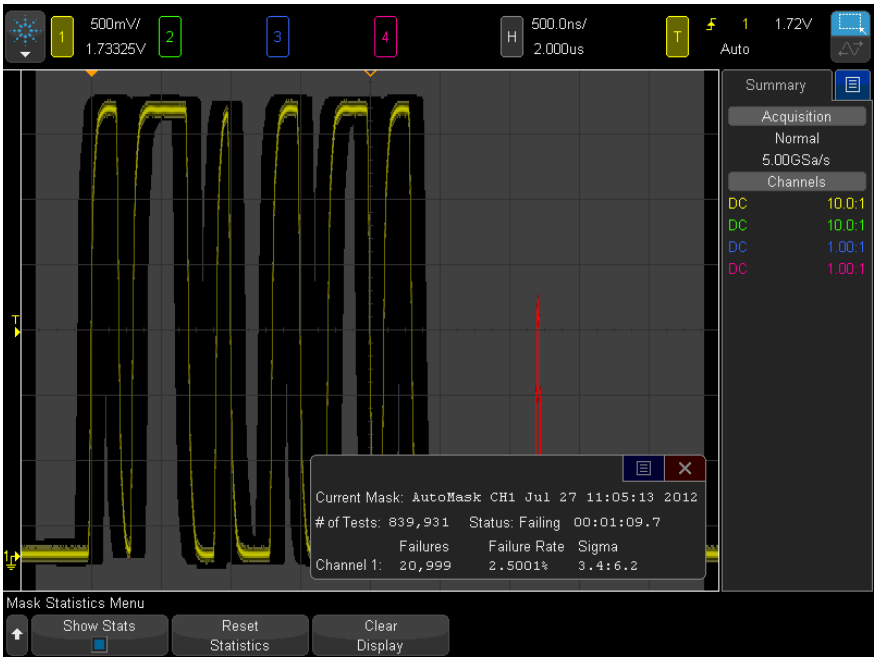 1 500mV/ 1.73325V 2 3 4 H 500.0ns/ 2.000us T 1 1.72V Auto
Summary
Acquisition
Normal
5.00GSa/s
Channels
DC 10.0:1
DC 10.0:1
DC 1.00:1
DC 1.00:1
T
1
Current Mask: AutoMask CH1 Jul 27 11:05:13 2012
# of Tests: 839,931 Status: Failing 00:01:09.7
Failures Failure Rate Sigma
Channel 1: 20,999 2.5001% 3.4:6.2
Mask Statistics Menu
Show Stats
Reset Statistics
Clear Display